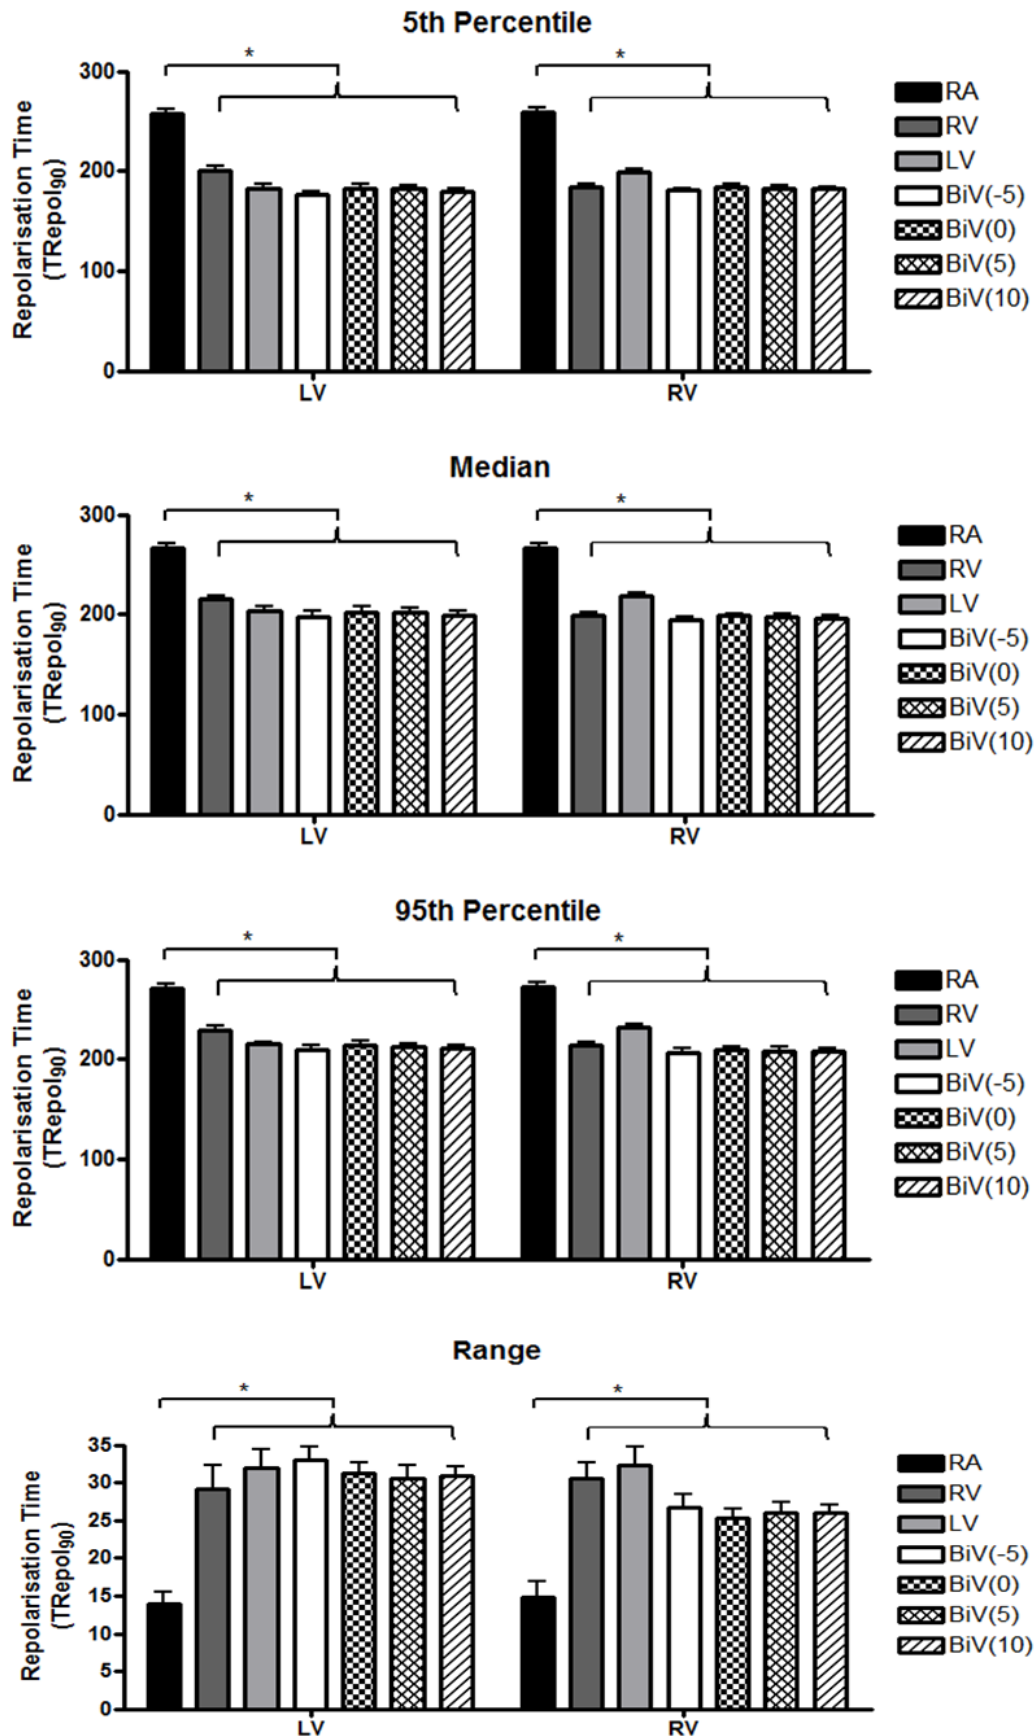 5th Percentile
*
*
300
200
100
0
Repolarisation Time
(TRepol90)
LV
RV
RA
RV
LV
BiV(-5)
BiV(0)
BiV(5)
BiV(10)
Median
*
*
300
200
100
0
Repolarisation Time
(TRepol90)
LV
RV
RA
RV
LV
BiV(-5)
BiV(0)
BiV(5)
BiV(10)
95th Percentile
*
*
300
200
100
0
Repolarisation Time
(TRepol90)
LV
RV
RA
RV
LV
BiV(-5)
BiV(0)
BiV(5)
BiV(10)
Range
*
*
35
30
25
20
15
10
5
0
Repolarisation Time
(TRepol90)
LV
RV
RA
RV
LV
BiV(-5)
BiV(0)
BiV(5)
BiV(10)